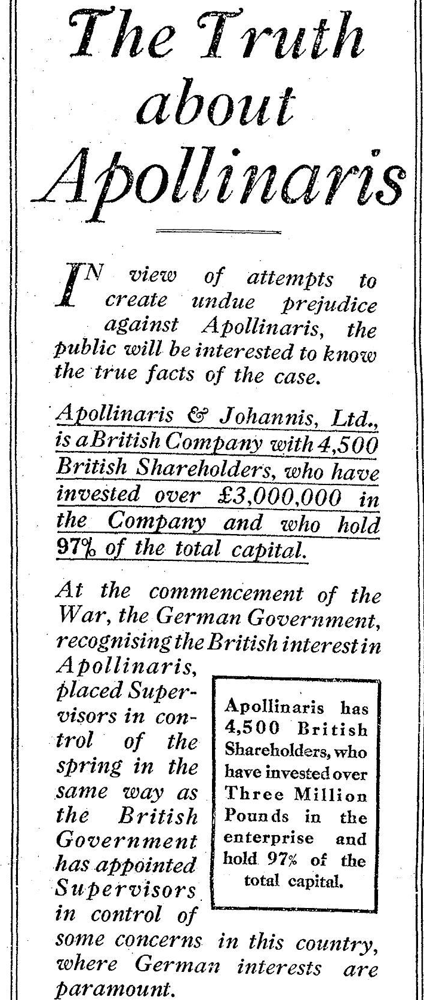 The Truth
about
Apollinaris
IN view of attempts to
create undue prejudice
against Apollinaris, the
public will be interested to know
the true facts of the case.
Apollinaris & Johannis, Ltd.,
is a British Company with 4,500
British Shareholders, who have
invested over £3,000,000 in
the Company and who hold
97% of the total capital.
At the commencement of the
War, the German Government,
recognising the British interest in
Apollinaris,
placed Super-
visors in con-
trol of the
spring in the
same way as
the British
Government
has appointed
Supervisors
in control of
some concerns in this country,
where German interests are
paramount.
Apollinaris has
4,500 British
Shareholders, who
have invested over
Three Million
Pounds in the
enterprise and
hold 97% of the
total capital.